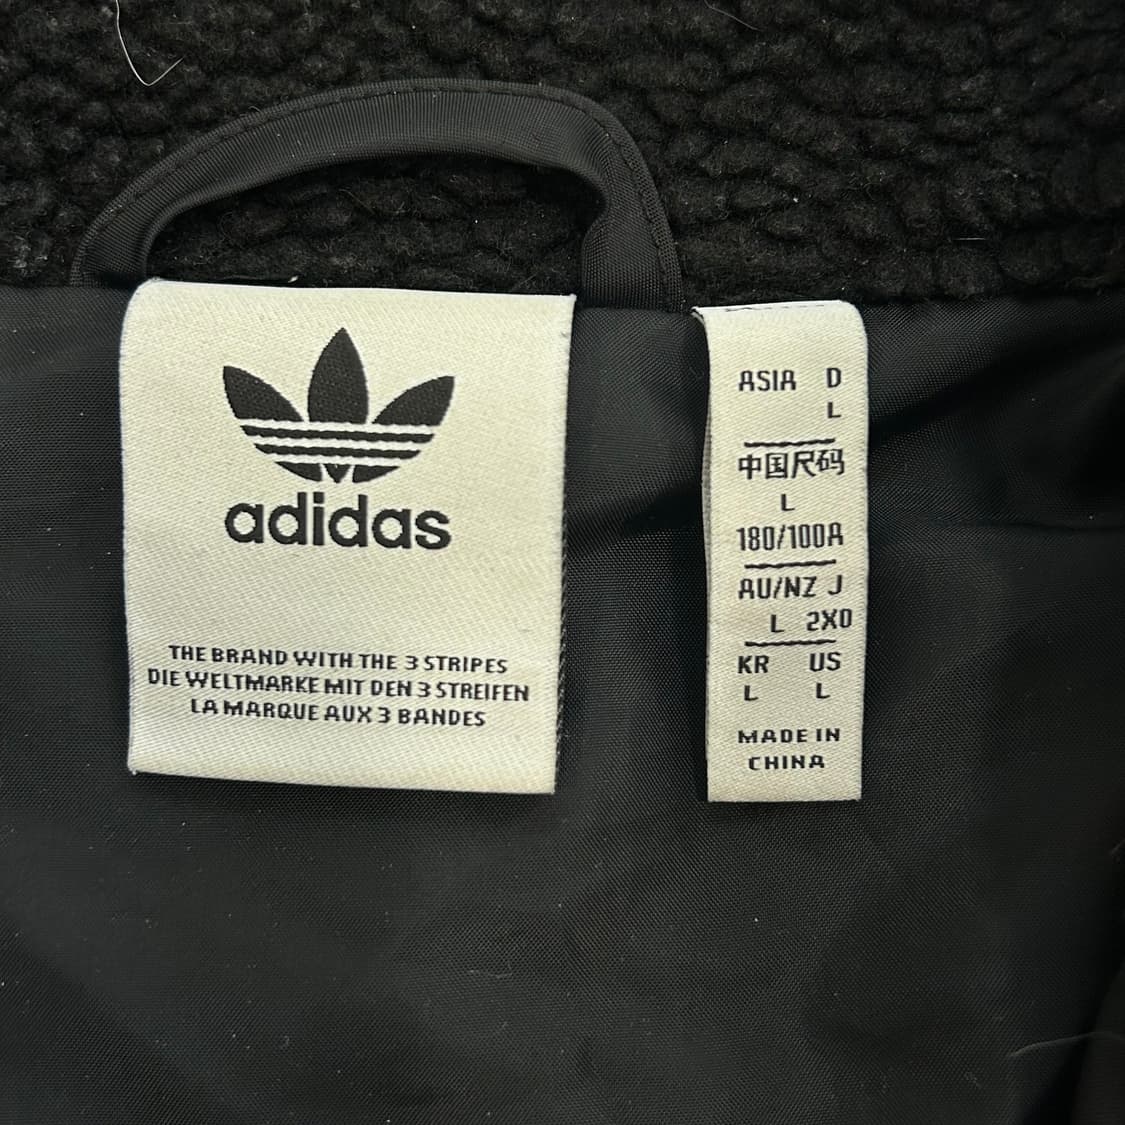 adidas
THE BRAND WITH THE 3 STRIPES
DIE WELTMARKE MIT DEN 3 STREIFEN
LA MARQUE AUX 3 BANDES
ASIA D
L
中国尺码
L
180/100A
AU/NZ J
L 2XO
KR US
L L
MADE IN
CHINA